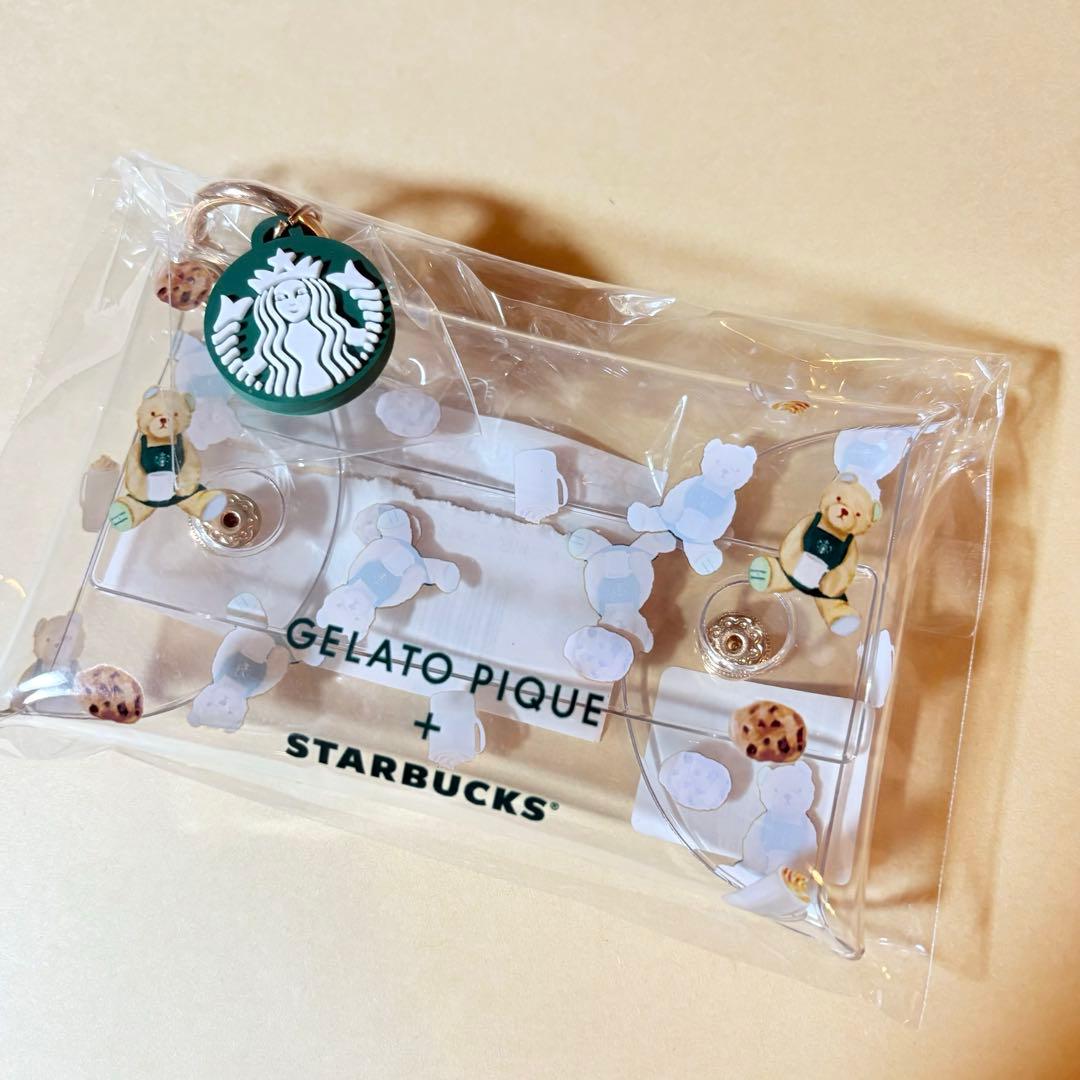 GELATO PIQUE
+
STARBUCKS®